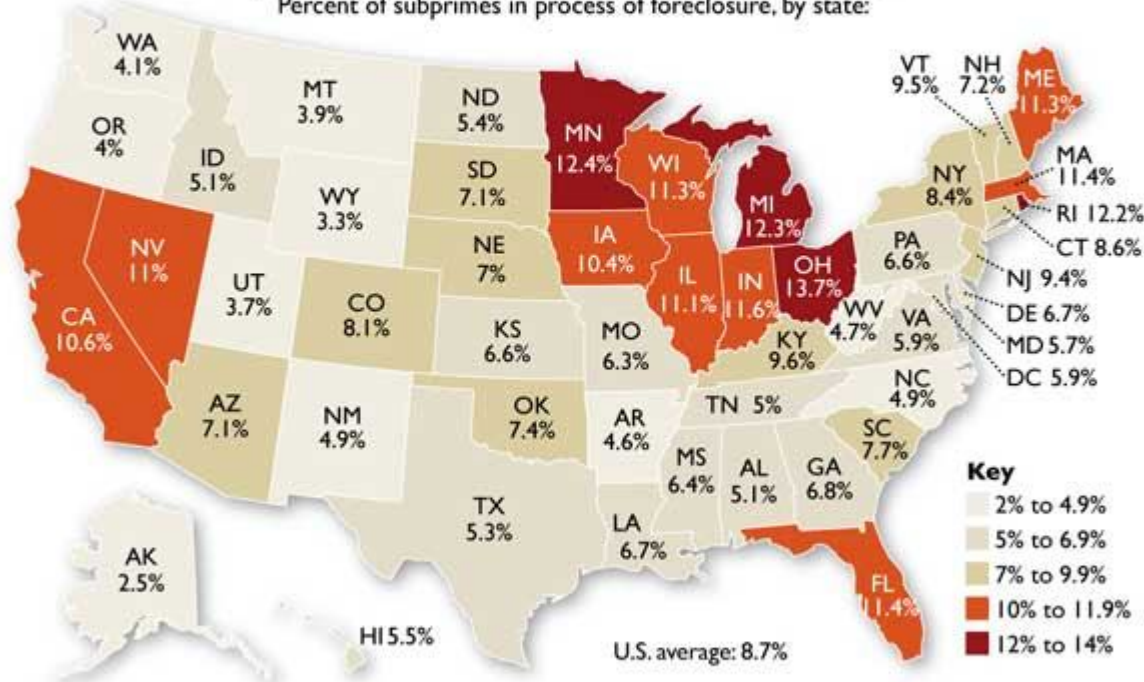 Percent of subprimes in process of foreclosure, by state:
WA
4.1%
OR
4%
CA
10.6%
NV
11%
ID
5.1%
MT
3.9%
WY
3.3%
UT
3.7%
CO
8.1%
AZ
7.1%
NM
4.9%
ND
5.4%
SD
7.1%
NE
7%
KS
6.6%
OK
7.4%
TX
5.3%
MN
12.4%
IA
10.4%
MO
6.3%
AR
4.6%
LA
6.7%
WI
11.3%
IL
11.1%
MI
12.3%
IN
11.6%
OH
13.7%
KY
9.6%
TN 5%
MS
6.4%
AL
5.1%
GA
6.8%
FL
11.4%
SC
7.7%
NC
4.9%
WV
4.7%
VA
5.9%
PA
6.6%
NY
8.4%
VT
9.5%
NH
7.2%
ME
11.3%
MA
11.4%
RI 12.2%
CT 8.6%
NJ 9.4%
DE 6.7%
MD 5.7%
DC 5.9%
AK
2.5%
HI 5.5%
U.S. average: 8.7%
Key
2% to 4.9%
5% to 6.9%
7% to 9.9%
10% to 11.9%
12% to 14%